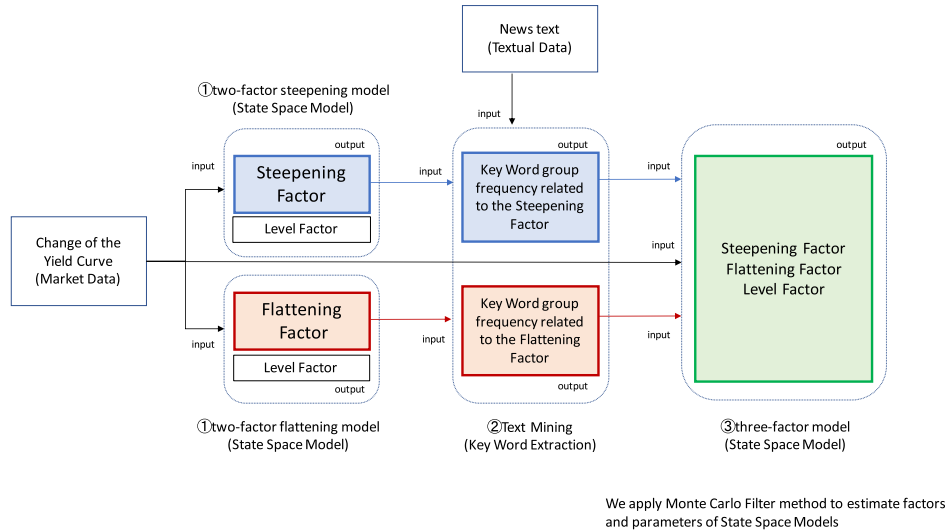 News text
(Textual Data)
①two-factor steepening model
(State Space Model)
input
output
input
Steepening
Factor
Level Factor
input
output
Key Word group
frequency related
to the Steepening
Factor
input
output
Change of the
Yield Curve
(Market Data)
input
Steepening Factor
Flattening Factor
Level Factor
input
Flattening
Factor
Level Factor
output
input
Key Word group
frequency related
to the Flattening
Factor
output
input
①two-factor flattening model
(State Space Model)
②Text Mining
(Key Word Extraction)
③three-factor model
(State Space Model)
We apply Monte Carlo Filter method to estimate factors
and parameters of State Space Models